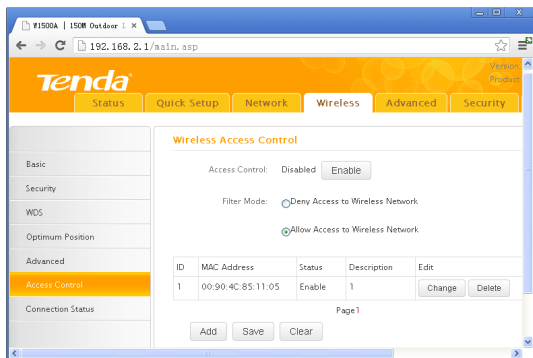 W1500A | 150M Outdoor
192.168.2.1/main.asp
Tenda
Version
Product
Status Quick Setup Network Wireless Advanced Security
Wireless Access Control
Basic
Security
WDS
Optimum Position
Advanced
Access Control
Connection Status
Access Control: Disabled Enable
Filter Mode: Deny Access to Wireless Network
Allow Access to Wireless Network
ID MAC Address Status Description Edit
1 00:90:4C:85:11:05 Enable 1 Change Delete
Page1
Add Save Clear